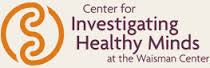 Center for
Investigating
Healthy Minds
at the Waisman Center